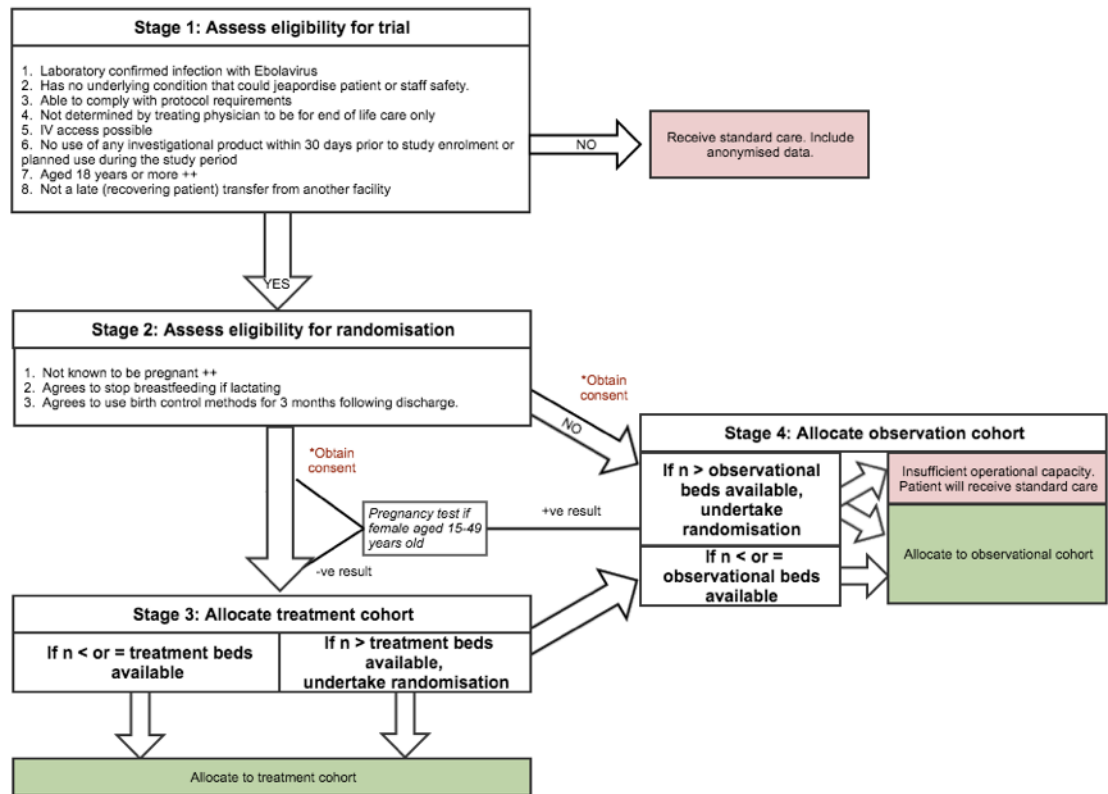 Stage 1: Assess eligibility for trial
1. Laboratory confirmed infection with Ebolavirus
2. Has no underlying condition that could jeapordise patient or staff safety.
3. Able to comply with protocol requirements
4. Not determined by treating physician to be for end of life care only
5. IV access possible
6. No use of any investigational product within 30 days prior to study enrolment or
planned use during the study period
7. Aged 18 years or more ++
8. Not a late (recovering patient) transfer from another facility
NO
Receive standard care. Include
anonymised data.
YES
Stage 2: Assess eligibility for randomisation
1. Not known to be pregnant ++
2. Agrees to stop breastfeeding if lactating
3. Agrees to use birth control methods for 3 months following discharge.
*Obtain
consent
NO
*Obtain
consent
Pregnancy test if
female aged 15-49
years old
+ve result
-ve result
Stage 4: Allocate observation cohort
If n > observational
beds available,
undertake
randomisation
Insufficient operational capacity.
Patient will receive standard care
If n < or =
observational beds
available
Allocate to observational cohort
Stage 3: Allocate treatment cohort
If n < or = treatment beds
available
If n > treatment beds
available,
undertake randomisation
Allocate to treatment cohort